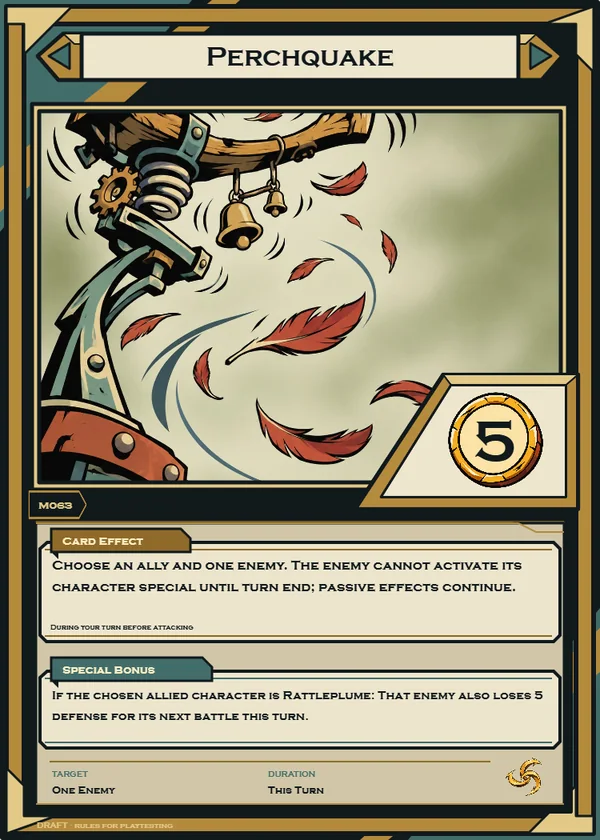 Perchquake
5
M063
Card Effect
Choose an ally and one enemy. The enemy cannot activate its
character special until turn end; passive effects continue.
During your turn before attacking
Special Bonus
If the chosen allied character is Rattleplume: That enemy also loses 5
defense for its next battle this turn.
Target
Duration
One Enemy
This Turn
DRAFT · Rules for playtesting